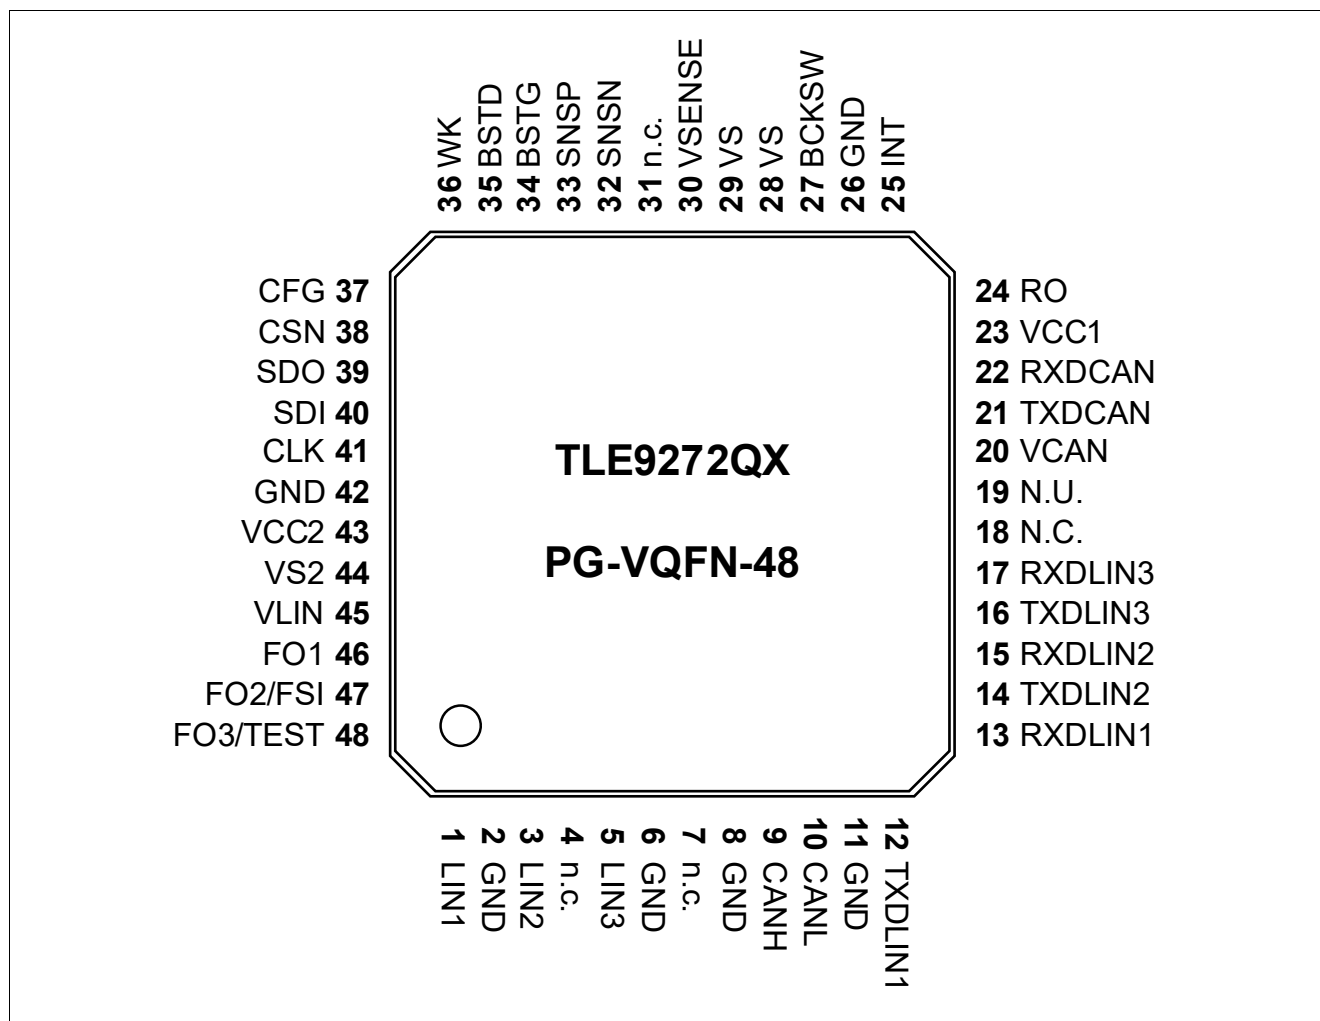 36 WK
35 BSTD
34 BSTG
33 SNSP
32 SNSN
31 n.c.
30 VSENSE
29 VS
28 VS
27 BCKSW
26 GND
25 INT
CFG 37
CSN 38
SDO 39
SDI 40
CLK 41
GND 42
VCC2 43
VS2 44
VLIN 45
FO1 46
FO2/FSI 47
FO3/TEST 48
TLE9272QX
PG-VQFN-48
24 RO
23 VCC1
22 RXDCAN
21 TXDCAN
20 VCAN
19 N.U.
18 N.C.
17 RXDLIN3
16 TXDLIN3
15 RXDLIN2
14 TXDLIN2
13 RXDLIN1
1 LIN1
2 GND
3 LIN2
4 n.c.
5 LIN3
6 GND
7 n.c.
8 GND
9 CANH
10 CANL
11 GND
12 TXDLIN1